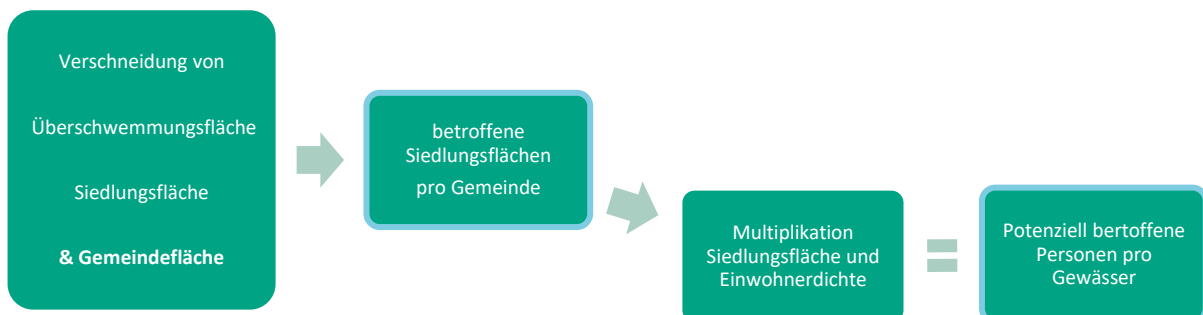 Verschneidung von
Überschwemmungsfläche
Siedlungsfläche
& Gemeindefläche
betroffene
Siedlungsflächen
pro Gemeinde
Multiplikation
Siedlungsfläche und
Einwohnerdichte
Potenziell bertoffene
Personen pro
Gewässer